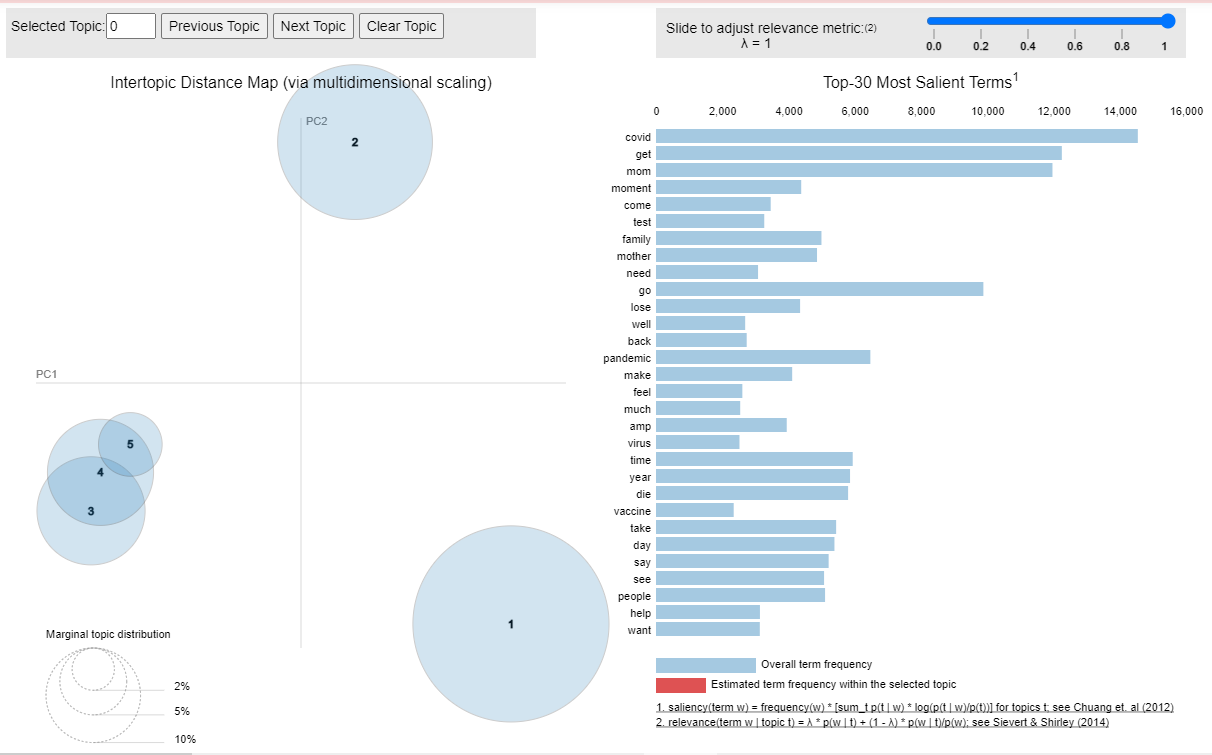 Selected Topic: 0 Previous Topic Next Topic Clear Topic
Slide to adjust relevance metric:(2)
λ = 1
0.0 0.2 0.4 0.6 0.8 1
Intertopic Distance Map (via multidimensional scaling)
PC2
PC1
2
5
4
3
1
Marginal topic distribution
2%
5%
10%
Top-30 Most Salient Terms1
0 2,000 4,000 6,000 8,000 10,000 12,000 14,000 16,000
covid
get
mom
moment
come
test
family
mother
need
go
lose
well
back
pandemic
make
feel
much
amp
virus
time
year
die
vaccine
take
day
say
see
people
help
want
Overall term frequency
Estimated term frequency within the selected topic
1. saliency(term w) = frequency(w) * [sum_t p(t | w) * log(p(t | w)/p(t))] for topics t; see Chuang et. al (2012)
2. relevance(term w | topic t) = λ * p(w | t) + (1 - λ) * p(w | t)/p(w); see Sievert & Shirley (2014)